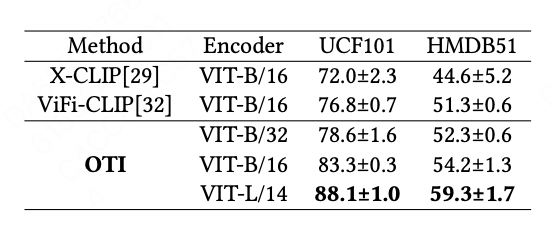 Method Encoder UCF101 HMDB51
X-CLIP[29] VIT-B/16 72.0±2.3 44.6±5.2
ViFi-CLIP[32] VIT-B/16 76.8±0.7 51.3±0.6
VIT-B/32 78.6±1.6 52.3±0.6
OTI VIT-B/16 83.3±0.3 54.2±1.3
VIT-L/14 88.1±1.0 59.3±1.7